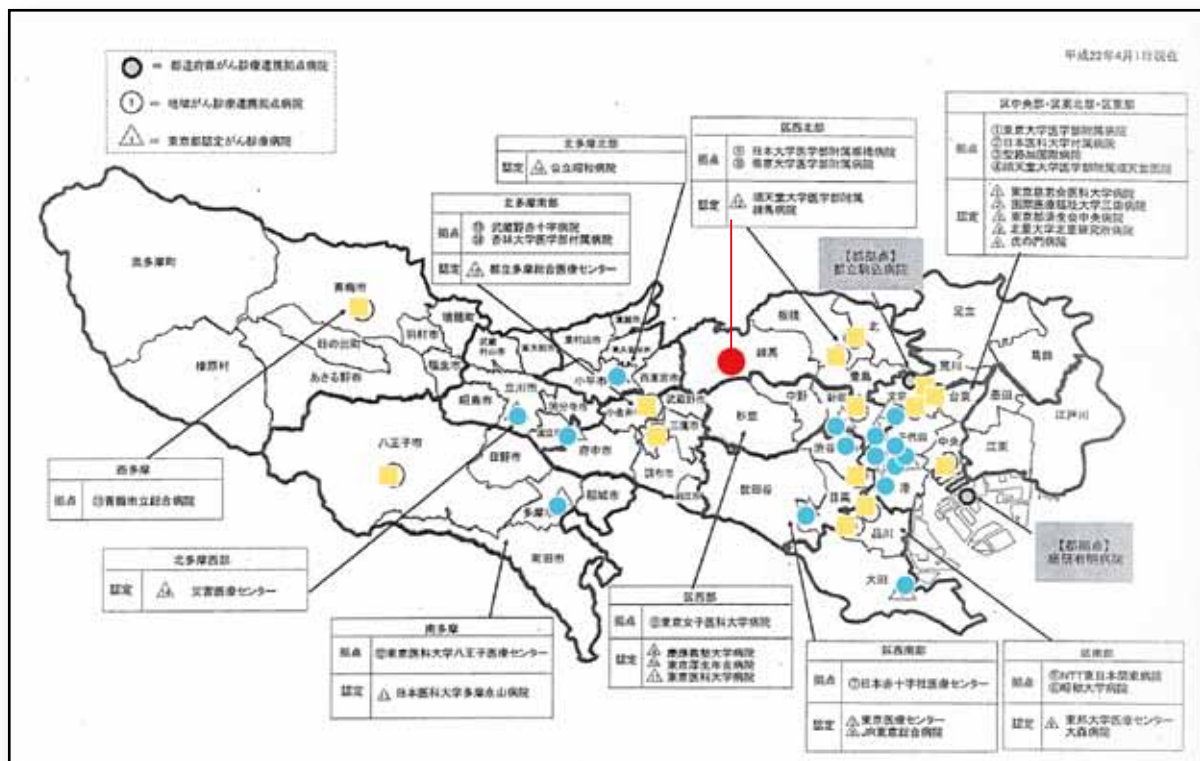 平成22年4月1日現在
= 都道府県がん診療連携拠点病院
= 地域がん診療連携拠点病院
= 東京都認定がん診療病院
北多摩北部
認定 公立昭和病院
北多摩南部
拠点
武蔵野赤十字病院
杏林大学医学部付属病院
認定 都立多摩総合医療センター
区西北部
拠点
日本大学医学部附属板橋病院
帝京大学医学部附属病院
認定
順天堂大学医学部附属
練馬病院
区中央部・区東北部・区東部
拠点
①東京大学医学部附属病院
②日本医科大学付属病院
③聖路加国際病院
④順天堂大学医学部附属順天堂医院
認定
東京慈恵会医科大学病院
国際医療福祉大学三田病院
東京都済生会中央病院
北里大学北里研究所病院
虎の門病院
【都拠点】
都立駒込病院
奥多摩町
青梅市
瑞穂町
羽村市
日の出町
あきる野市
福生市
檜原村
武蔵
村山市
東村山市
小平市
西東京市
立川市
昭島市
国分寺市
武蔵野市
三鷹市
府中市
調布市
日野市
八王子市
稲城市
町田市
板橋
北
練馬
豊島
足立
荒川
葛飾
杉並
中野
文京
台東
墨田
江戸川
千代田
中央
江東
渋谷
港
目黒
世田谷
品川
大田
西多摩
拠点 青梅市立総合病院
北多摩西部
認定 災害医療センター
南多摩
拠点 東京医科大学八王子医療センター
認定 日本医科大学多摩永山病院
区西部
拠点 東京女子医科大学病院
認定
慶應義塾大学病院
東京厚生年金病院
東京医科大学病院
区西南部
拠点 ⑦日本赤十字社医療センター
認定
東京医療センター
JR東京総合病院
区南部
拠点
NTT東日本関東病院
昭和大学病院
認定
東邦大学医療センター
大森病院
【都拠点】
癌研有明病院